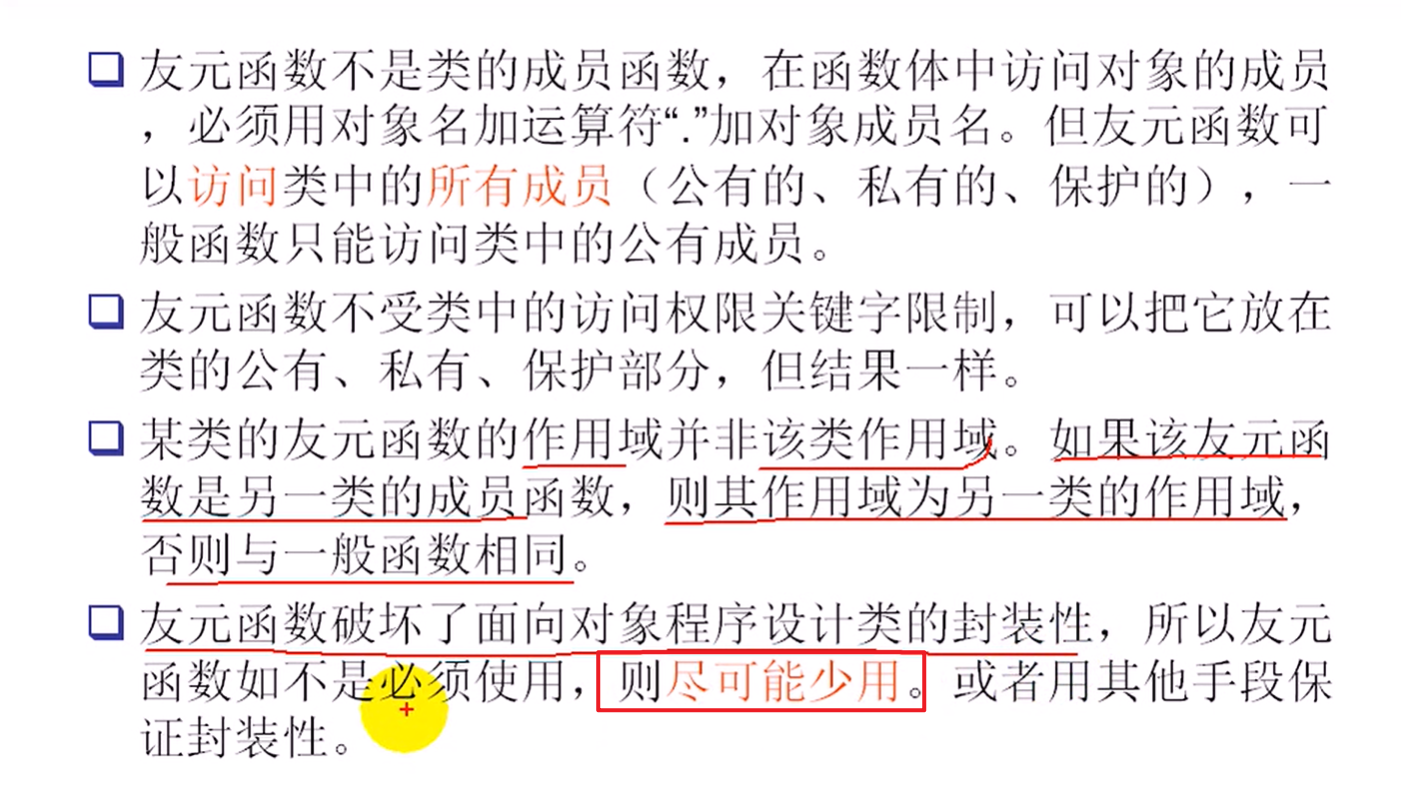 友元函数不是类的成员函数，在函数体中访问对象的成员
，必须用对象名加运算符“.”加对象成员名。但友元函数可
以访问类中的所有成员（公有的、私有的、保护的），一
般函数只能访问类中的公有成员。
友元函数不受类中的访问权限关键字限制，可以把它放在
类的公有、私有、保护部分，但结果一样。
某类的友元函数的作用域并非该类作用域。如果该友元函
数是另一类的成员函数，则其作用域为另一类的作用域，
否则与一般函数相同。
友元函数破坏了面向对象程序设计类的封装性，所以友元
函数如不是必须使用，则尽可能少用。或者用其他手段保
证封装性。